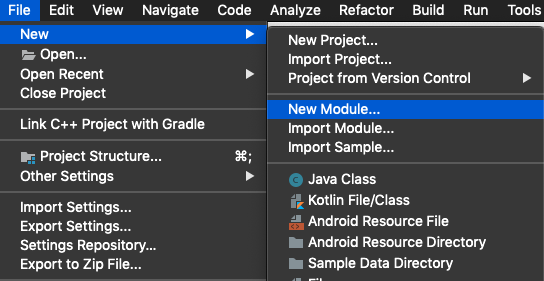 File Edit View Navigate Code Analyze Refactor Build Run Tools
New
Open...
Open Recent
Close Project
Link C++ Project with Gradle
Project Structure... ⌘;
Other Settings
Import Settings...
Export Settings...
Settings Repository...
Export to Zip File...
New Project...
Import Project...
Project from Version Control
New Module...
Import Module...
Import Sample...
Java Class
Kotlin File/Class
Android Resource File
Android Resource Directory
Sample Data Directory
File